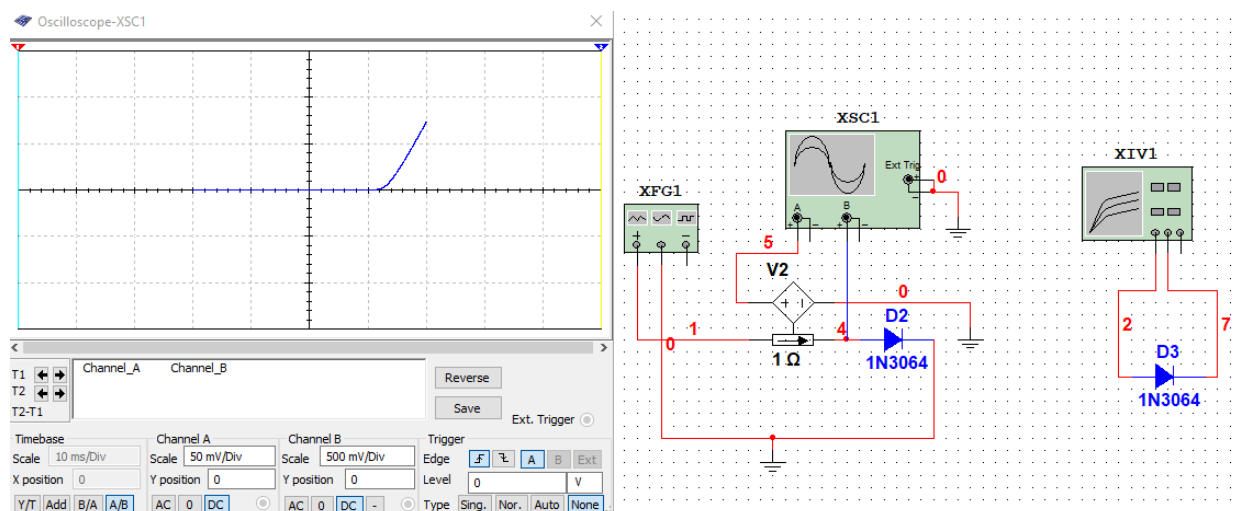 Oscilloscope-XSC1
T1
T2
T2-T1
Channel_A Channel_B
Reverse
Save
Ext. Trigger
Timebase
Scale 10 ms/Div
X position 0
Y/T Add B/A A/B
Channel A
Scale 50 mV/Div
Y position 0
AC 0 DC
Channel B
Scale 500 mV/Div
Y position 0
AC 0 DC -
Trigger
Edge A B Ext
Level 0 V
Type Sing. Nor. Auto None
XSC1
Ext Trig
+
-
A
B
+ - + -
0
XFG1
+ -
5
V2
+ -
0
1
0
4
1 Ω
D2
1N3064
XIV1
2
7
D3
1N3064